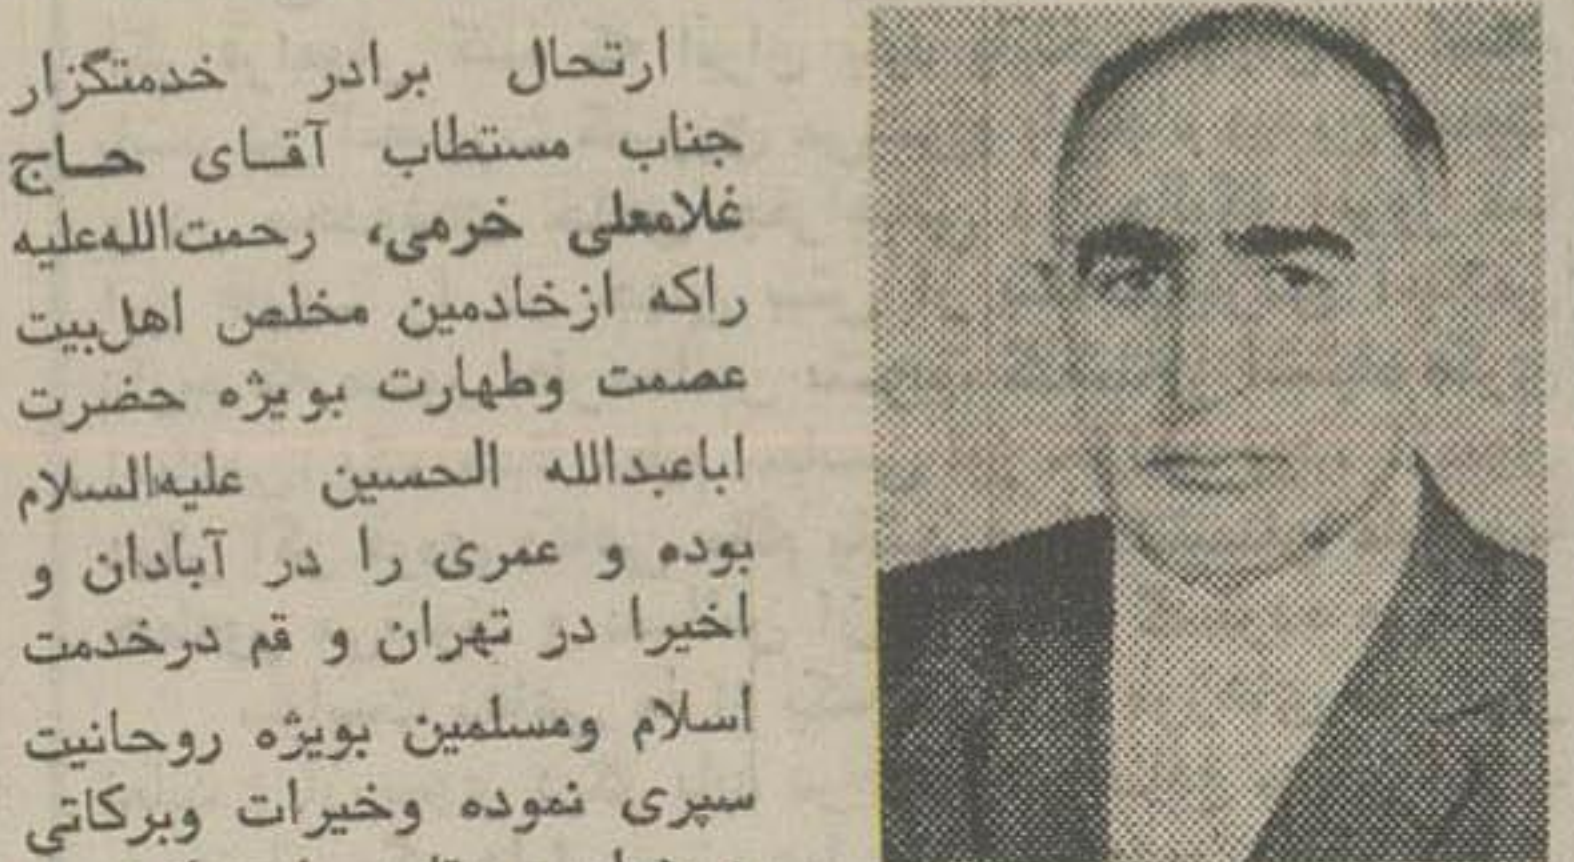 ارتحال برادر خدمتگزار
جناب مستطاب آقــای حــاج
غلامعلی خرمی، رحمت‌الله‌علیه
راکه ازخادمین مخلص اهل‌بیت
عصمت وطهارت بویژه حضرت
اباعبدالله الحسین علیه‌السلام
بوده و عمری را در آبادان و
اخیرا در تهران و قم درخدمت
اسلام ومسلمین بویژه روحانیت
سپری نموده وخیرات وبرکاتی